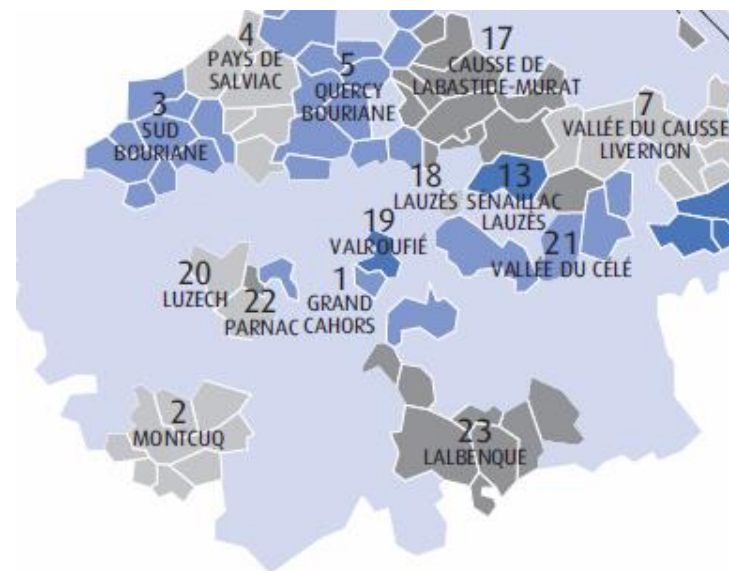 4
PAYS DE
SALVIAC
5
QUERCY
BOURIANE
17
CAUSSE DE
LABASTIDE-MURAT
3
SUD
BOURIANE
7
VALLÉE DU CAUSSE
LIVERNON
18
LAUZÈS
13
SÉNAILLAC
LAUZÈS
19
VALROUFIÉ
21
VALLÉE DU CÉLÉ
20
LUZECH
1
GRAND
CAHORS
22
PARNAC
2
MONTCUQ
23
LALBENQUE